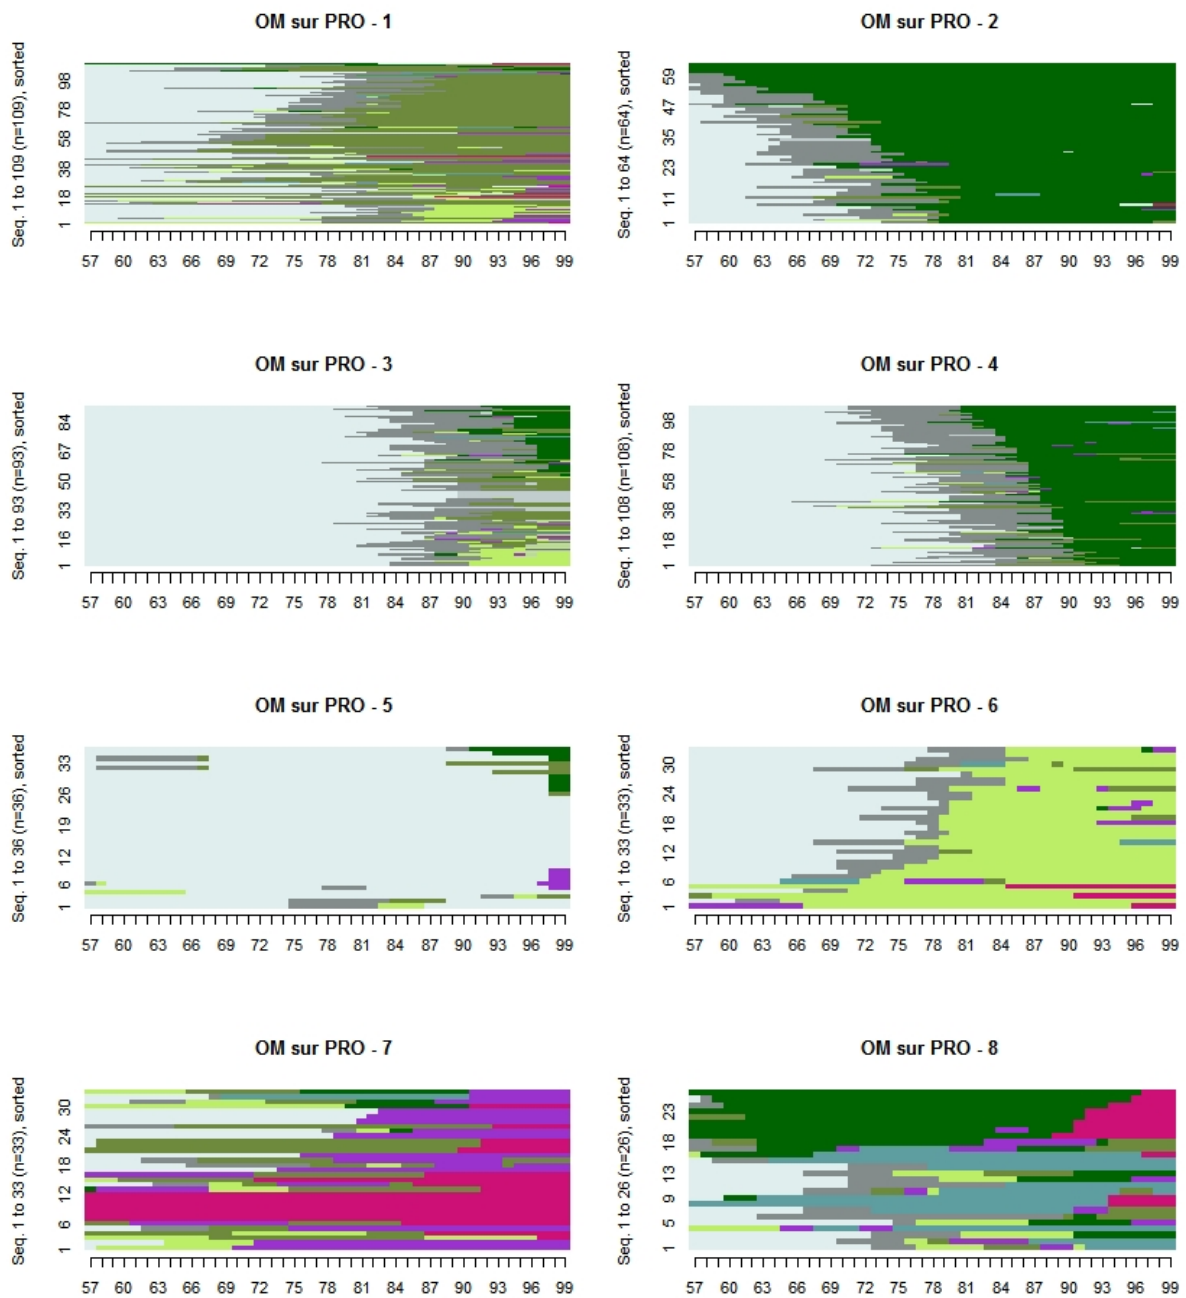 OM sur PRO - 1
Seq. 1 to 109 (n=109), sorted
98
78
58
38
18
1
57 60 63 66 69 72 75 78 81 84 87 90 93 96 99
OM sur PRO - 2
Seq. 1 to 64 (n=64), sorted
59
47
35
23
11
1
57 60 63 66 69 72 75 78 81 84 87 90 93 96 99
OM sur PRO - 3
Seq. 1 to 93 (n=93), sorted
84
67
50
33
16
1
57 60 63 66 69 72 75 78 81 84 87 90 93 96 99
OM sur PRO - 4
Seq. 1 to 108 (n=108), sorted
98
78
58
38
18
1
57 60 63 66 69 72 75 78 81 84 87 90 93 96 99
OM sur PRO - 5
Seq. 1 to 36 (n=36), sorted
33
26
19
12
6
1
57 60 63 66 69 72 75 78 81 84 87 90 93 96 99
OM sur PRO - 6
Seq. 1 to 33 (n=33), sorted
30
24
18
12
6
1
57 60 63 66 69 72 75 78 81 84 87 90 93 96 99
OM sur PRO - 7
Seq. 1 to 33 (n=33), sorted
30
24
18
12
6
1
57 60 63 66 69 72 75 78 81 84 87 90 93 96 99
OM sur PRO - 8
Seq. 1 to 26 (n=26), sorted
23
18
13
9
5
1
57 60 63 66 69 72 75 78 81 84 87 90 93 96 99